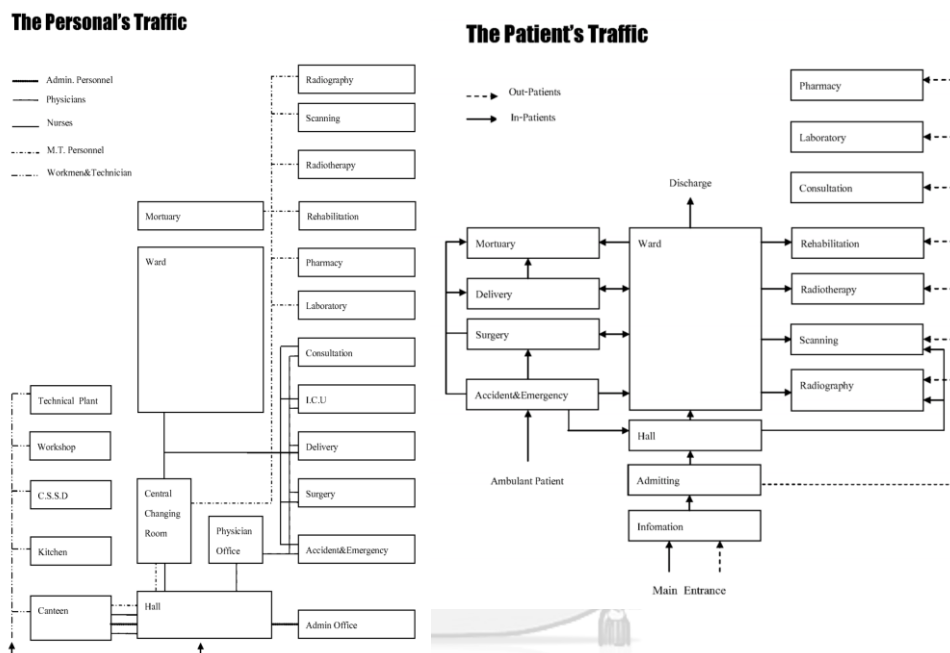 The Personal's Traffic
Admin. Personnel
Physicians
Nurses
M.T. Personnel
Workmen&Technician
Radiography
Scanning
Radiotherapy
Mortuary
Rehabilitation
Ward
Pharmacy
Laboratory
Consultation
Technical Plant
I.C.U
Workshop
Delivery
C.S.S.D
Central
Changing
Room
Surgery
Physician
Office
Kitchen
Accident&Emergency
Canteen
Hall
Admin Office
The Patient's Traffic
Out-Patients
In-Patients
Pharmacy
Laboratory
Consultation
Discharge
Mortuary
Ward
Rehabilitation
Delivery
Radiotherapy
Surgery
Scanning
Accident&Emergency
Radiography
Hall
Ambulant Patient
Admitting
Infomation
Main Entrance